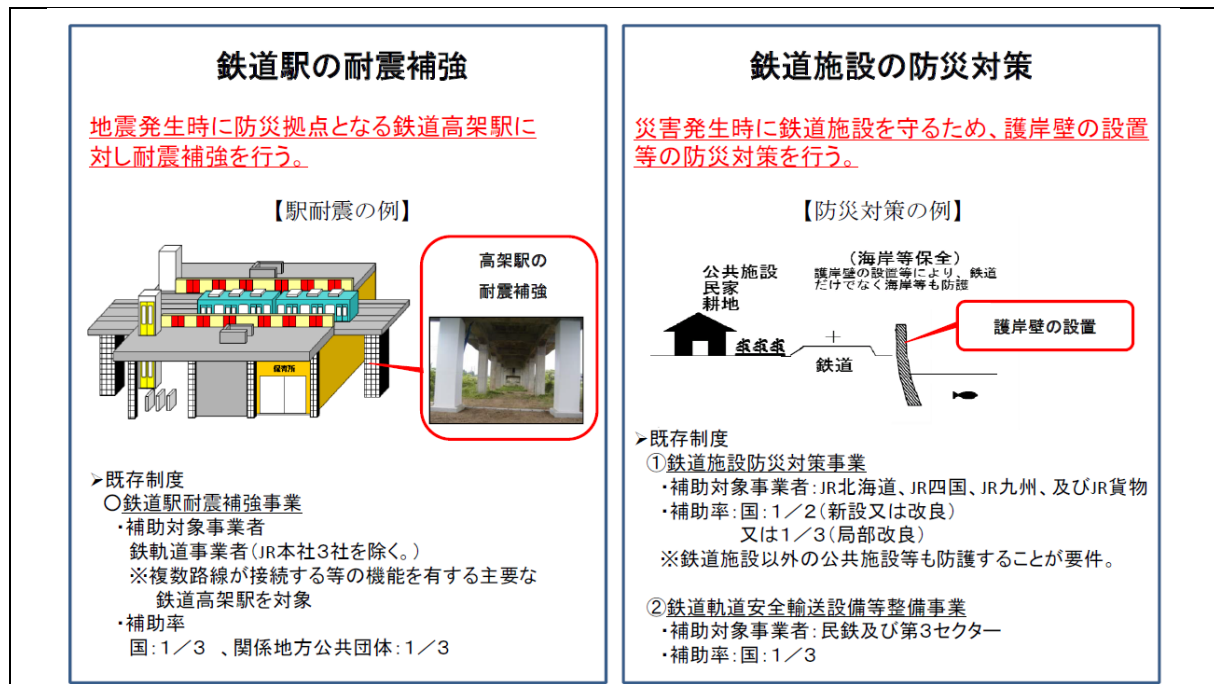 鉄道駅の耐震補強
地震発生時に防災拠点となる鉄道高架駅に
対し耐震補強を行う。
【駅耐震の例】
高架駅の
耐震補強
保育所
➢既存制度
〇鉄道駅耐震補強事業
・補助対象事業者
鉄軌道事業者(JR本社3社を除く。)
※複数路線が接続する等の機能を有する主要な
鉄道高架駅を対象
・補助率
国:1/3 、関係地方公共団体:1/3
鉄道施設の防災対策
災害発生時に鉄道施設を守るため、護岸壁の設置
等の防災対策を行う。
【防災対策の例】
(海岸等保全)
護岸壁の設置等により、鉄道
だけでなく海岸等も防護
公共施設
民家
耕地
護岸壁の設置
鉄道
➢既存制度
①鉄道施設防災対策事業
・補助対象事業者:JR北海道、JR四国、JR九州、及びJR貨物
・補助率:国:1/2(新設又は改良)
又は1/3(局部改良)
※鉄道施設以外の公共施設等も防護することが要件。
②鉄道軌道安全輸送設備等整備事業
・補助対象事業者:民鉄及び第3セクター
・補助率:国:1/3